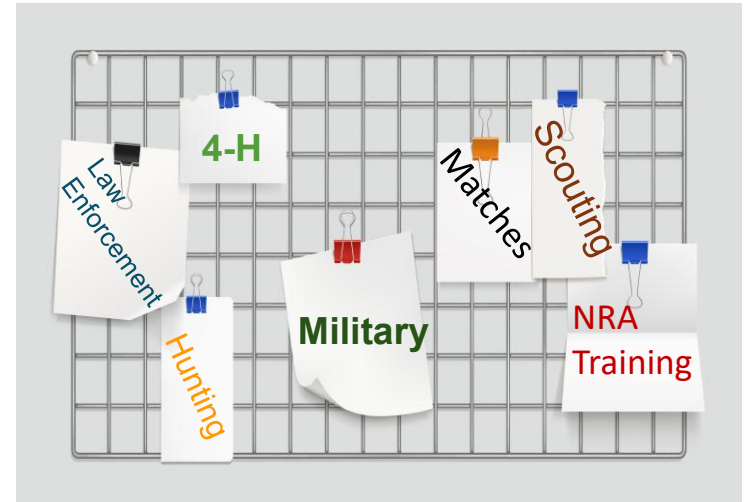 4-H
Law
Enforcement
Matches
Scouting
Hunting
Military
NRA
Training